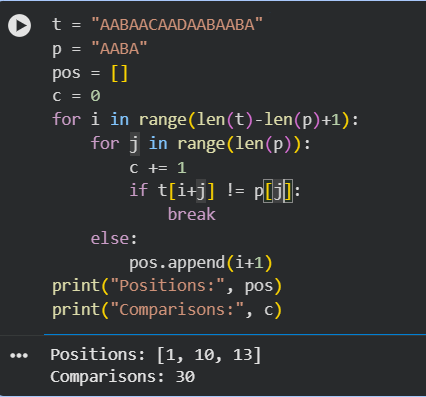 t = "AABAACAADAABAABA"
p = "AABA"
pos = []
c = 0
for i in range(len(t)-len(p)+1):
    for j in range(len(p)):
        c += 1
        if t[i+j] != p[j]:
            break
    else:
        pos.append(i+1)
print("Positions:", pos)
print("Comparisons:", c)
Positions: [1, 10, 13]
Comparisons: 30